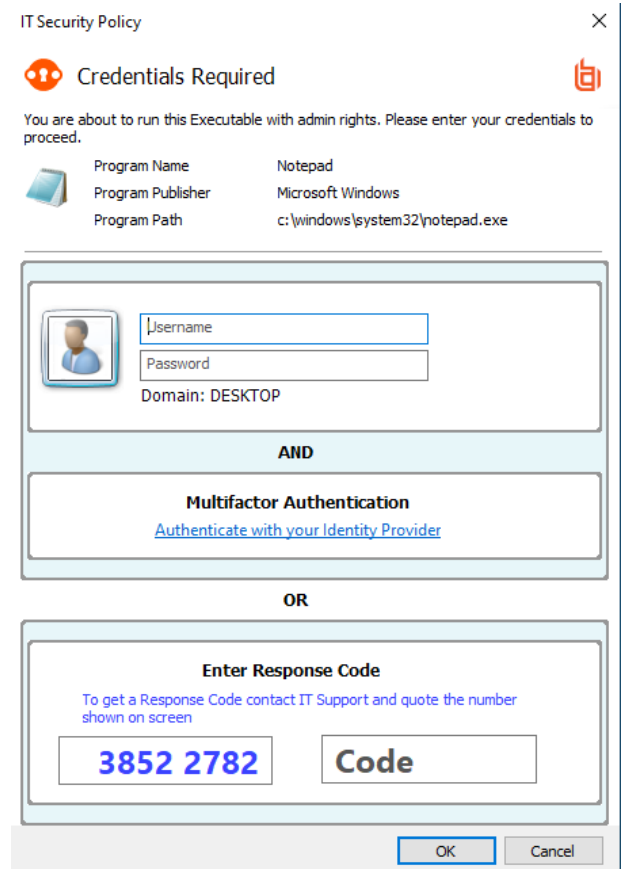 IT Security Policy
Credentials Required
You are about to run this Executable with admin rights. Please enter your credentials to
proceed.
Program Name Notepad
Program Publisher Microsoft Windows
Program Path c:\windows\system32\notepad.exe
Username
Password
Domain: DESKTOP
AND
Multifactor Authentication
Authenticate with your Identity Provider
OR
Enter Response Code
To get a Response Code contact IT Support and quote the number
shown on screen
3852 2782 Code
OK Cancel